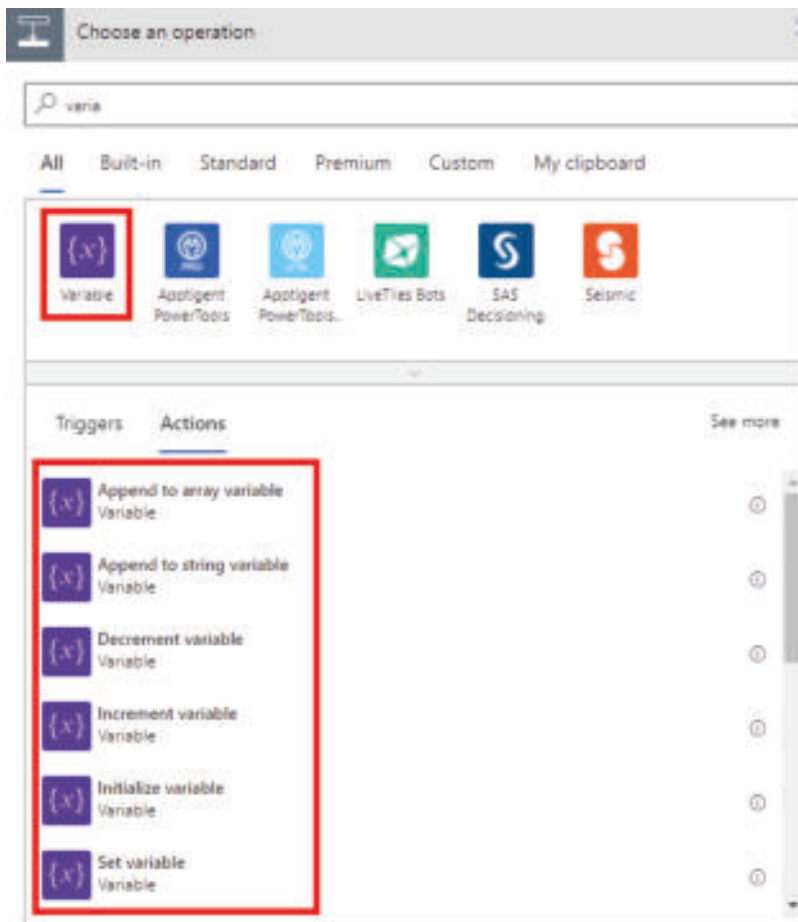 Choose an operation
varia
All Built-in Standard Premium Custom My clipboard
{x}
Variable Apptigent PowerTools Apptigent PowerTools.. LiveTiles Bots SAS Decisioning Seismic
Triggers Actions See more
{x} Append to array variable
Variable
{x} Append to string variable
Variable
{x} Decrement variable
Variable
{x} Increment variable
Variable
{x} Initialize variable
Variable
{x} Set variable
Variable